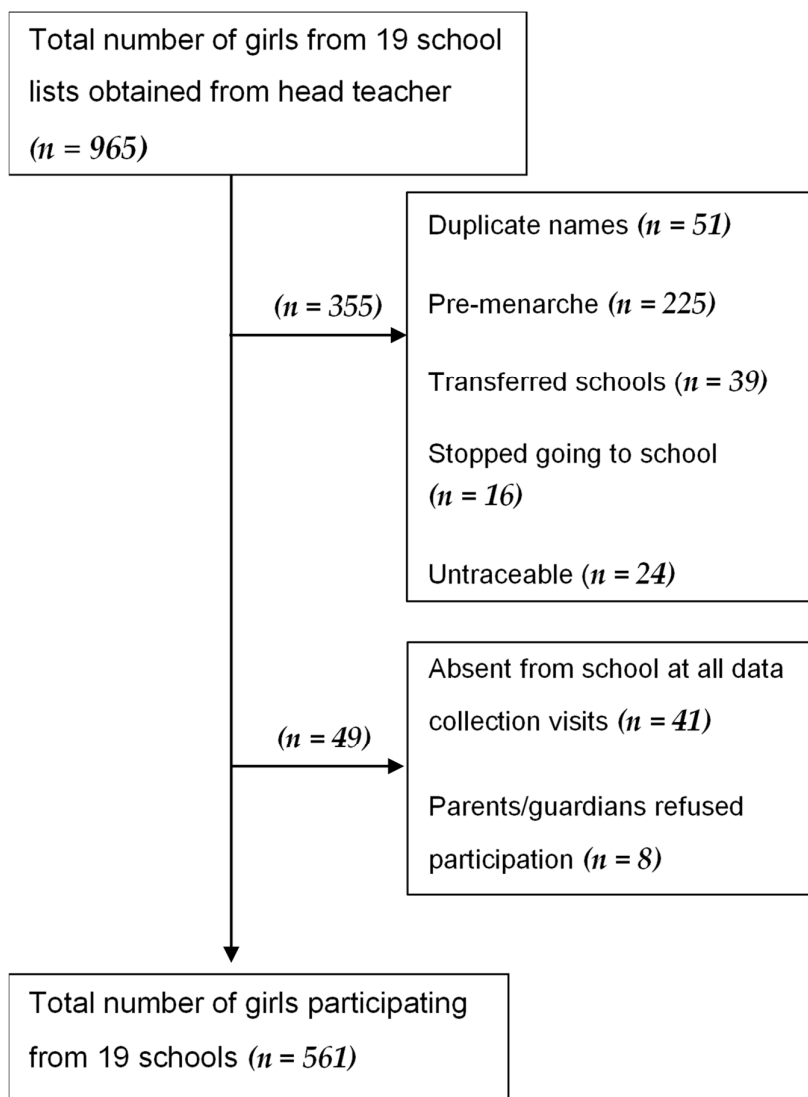 Total number of girls from 19 school
lists obtained from head teacher
(n = 965)
Duplicate names (n = 51)
(n = 355)
Pre-menarche (n = 225)
Transferred schools (n = 39)
Stopped going to school
(n = 16)
Untraceable (n = 24)
Absent from school at all data
collection visits (n = 41)
(n = 49)
Parents/guardians refused
participation (n = 8)
Total number of girls participating
from 19 schools (n = 561)